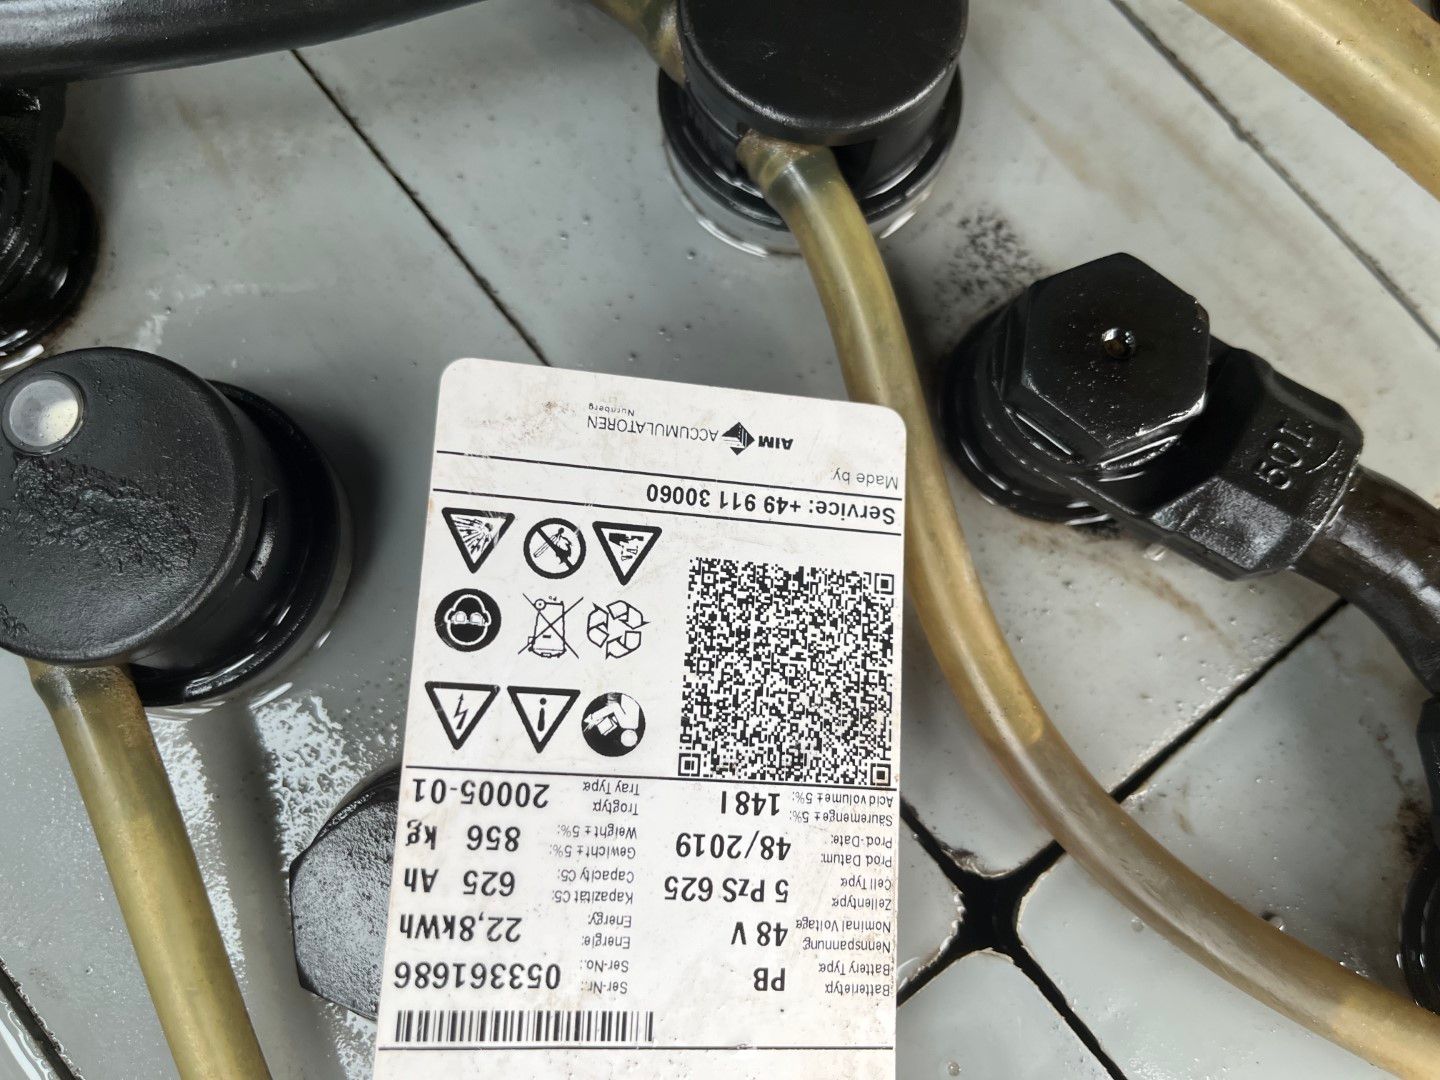 Batterietyp:
Battery Type:
PB
Ser-Nr.:
Ser-No.:
053361686
Nennspannung:
Nominal Voltage:
48 V
Energie:
Energy:
22,8kWh
Zellentype:
Cell Type:
5 PzS 625
Kapazität C5:
Capacity C5:
625 Ah
Prod Datum:
Prod.-Date:
48/2019
Gewicht ± 5%:
Weight ± 5%:
856 kg
Säuremenge ± 5%:
Acid volume ± 5%:
148 l
Trogtyp:
Tray Type:
20005-01
Service: +49 911 30060
Made by:
AIM
ACCUMULATOREN
Nürnberg